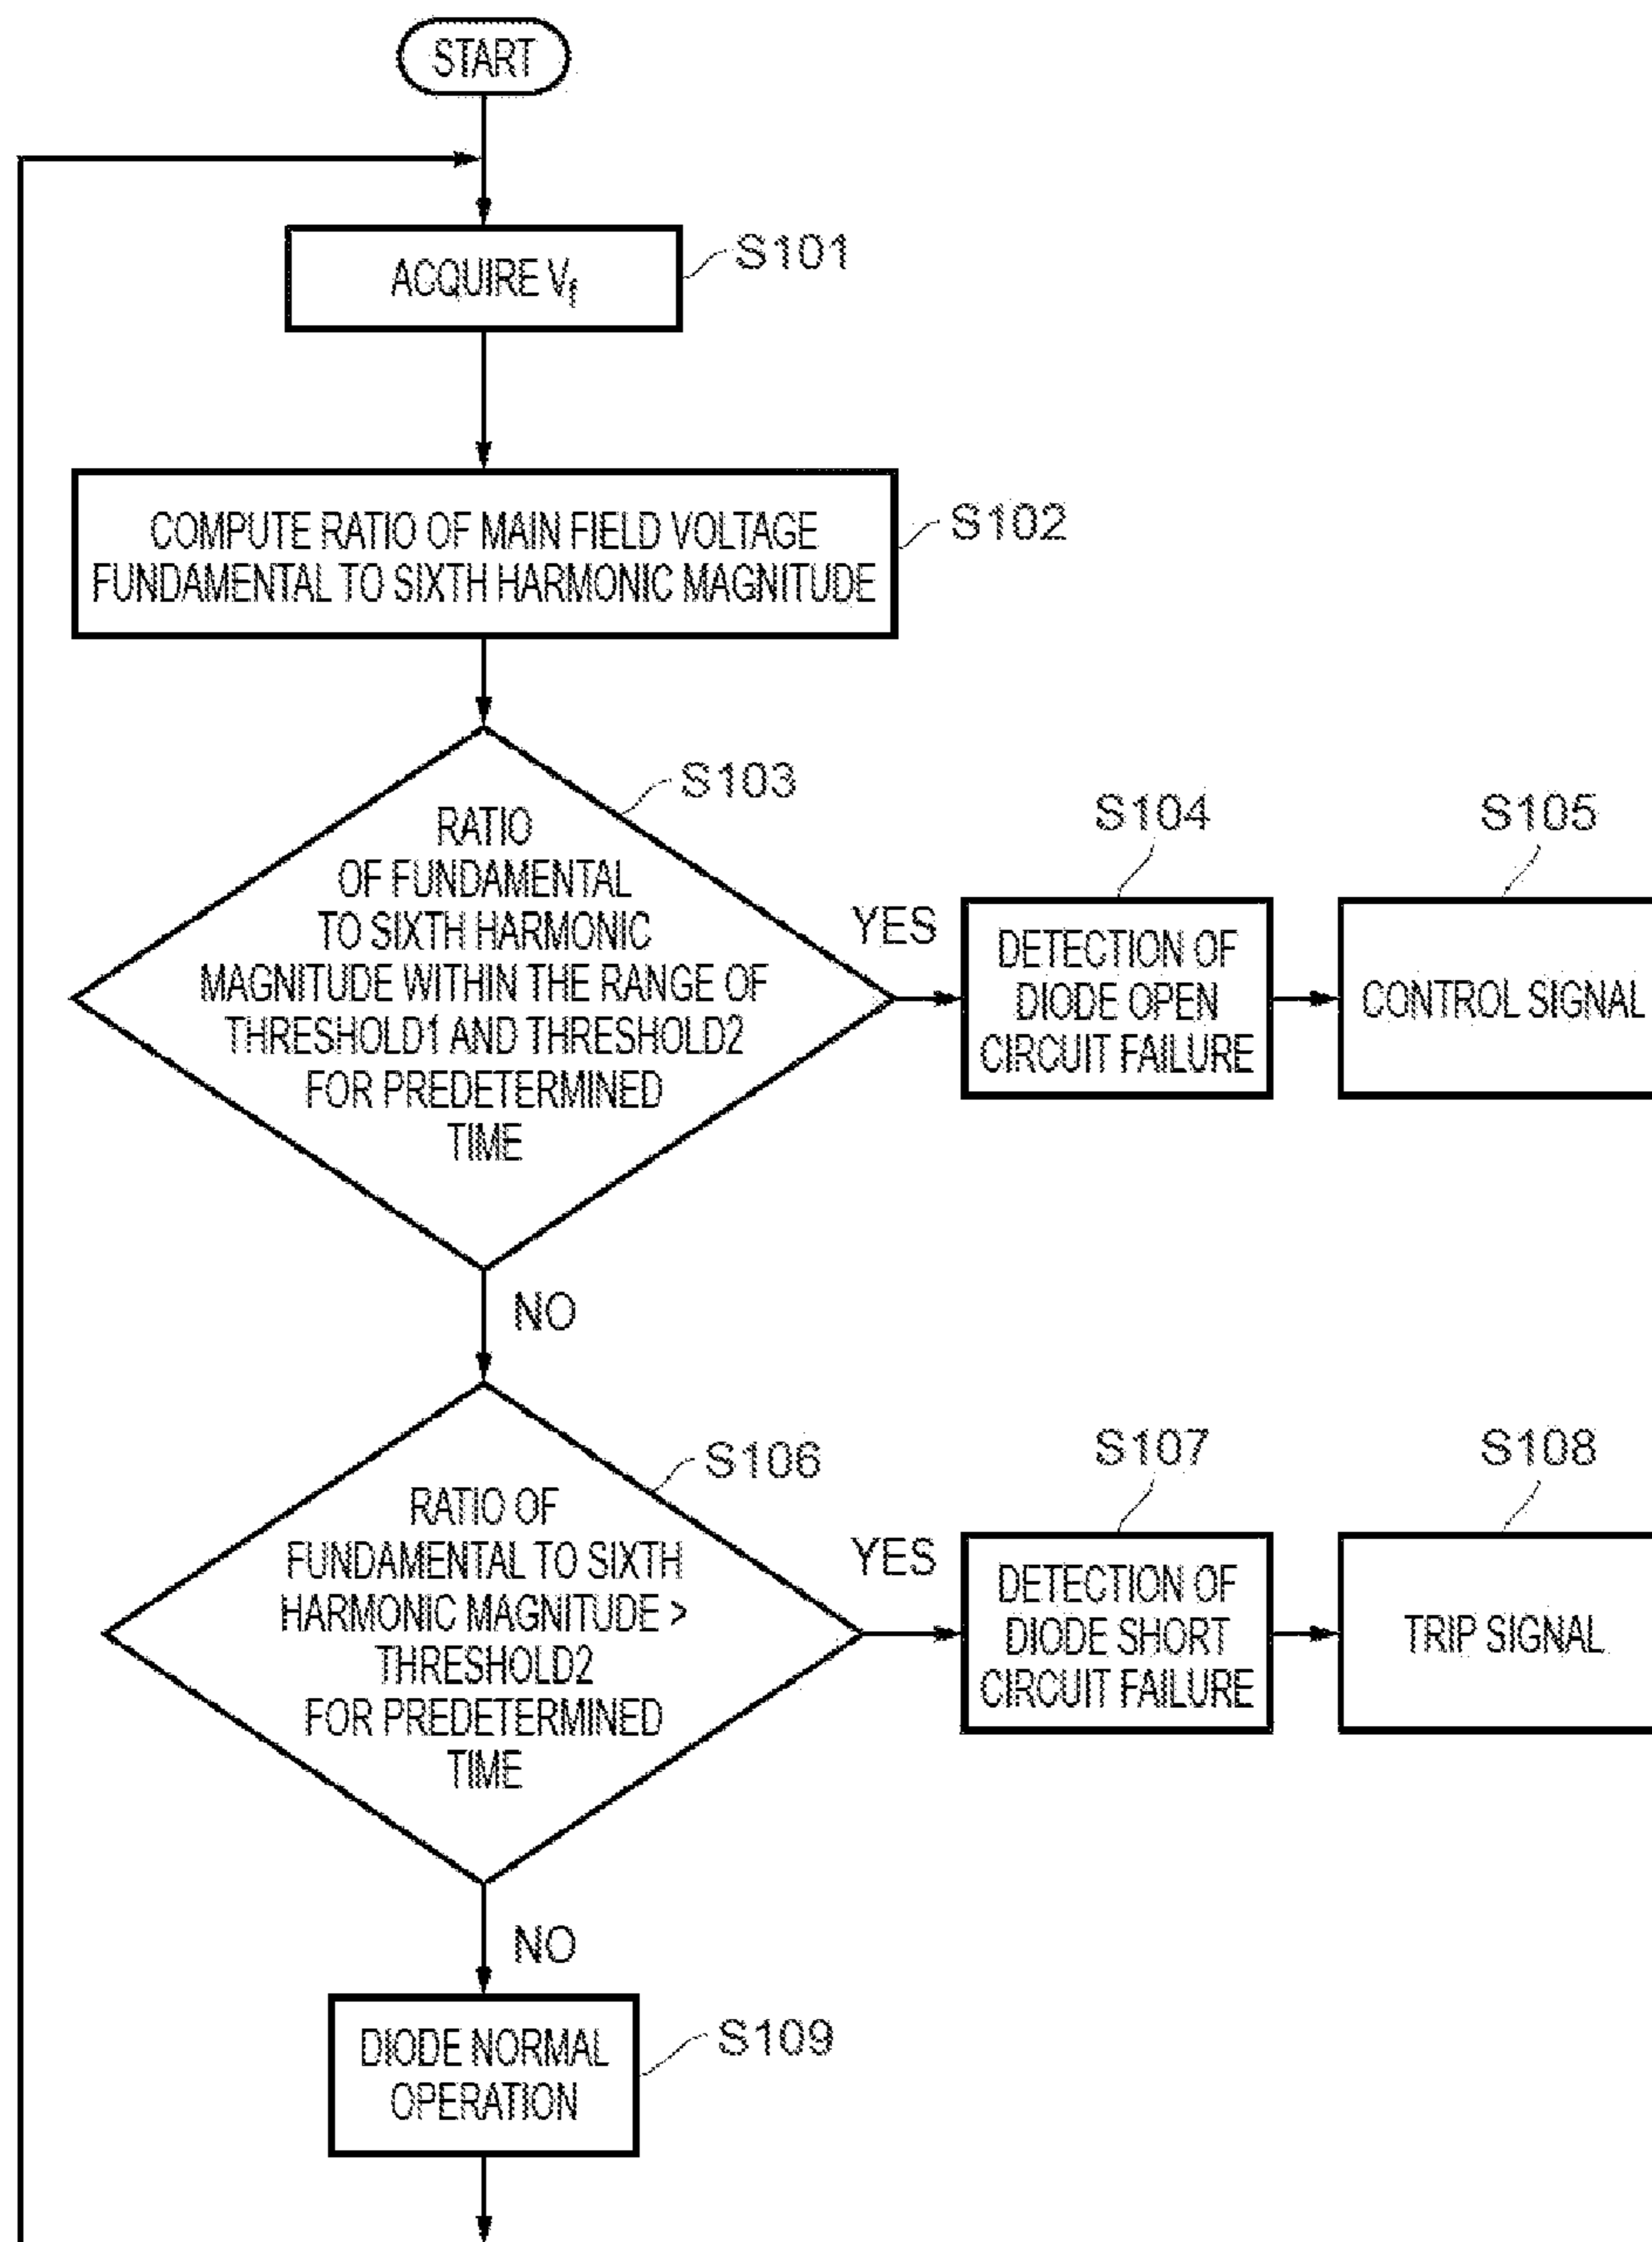 START
ACQUIRE Vf
S101
COMPUTE RATIO OF MAIN FIELD VOLTAGE
FUNDAMENTAL TO SIXTH HARMONIC MAGNITUDE
S102
S103
RATIO
OF FUNDAMENTAL
TO SIXTH HARMONIC
MAGNITUDE WITHIN THE RANGE OF
THRESHOLD1 AND THRESHOLD2
FOR PREDETERMINED
TIME
YES
S104
DETECTION OF
DIODE OPEN
CIRCUIT FAILURE
S105
CONTROL SIGNAL
NO
S106
RATIO OF
FUNDAMENTAL TO SIXTH
HARMONIC MAGNITUDE >
THRESHOLD2
FOR PREDETERMINED
TIME
YES
S107
DETECTION OF
DIODE SHORT
CIRCUIT FAILURE
S108
TRIP SIGNAL
NO
DIODE NORMAL
OPERATION
S109